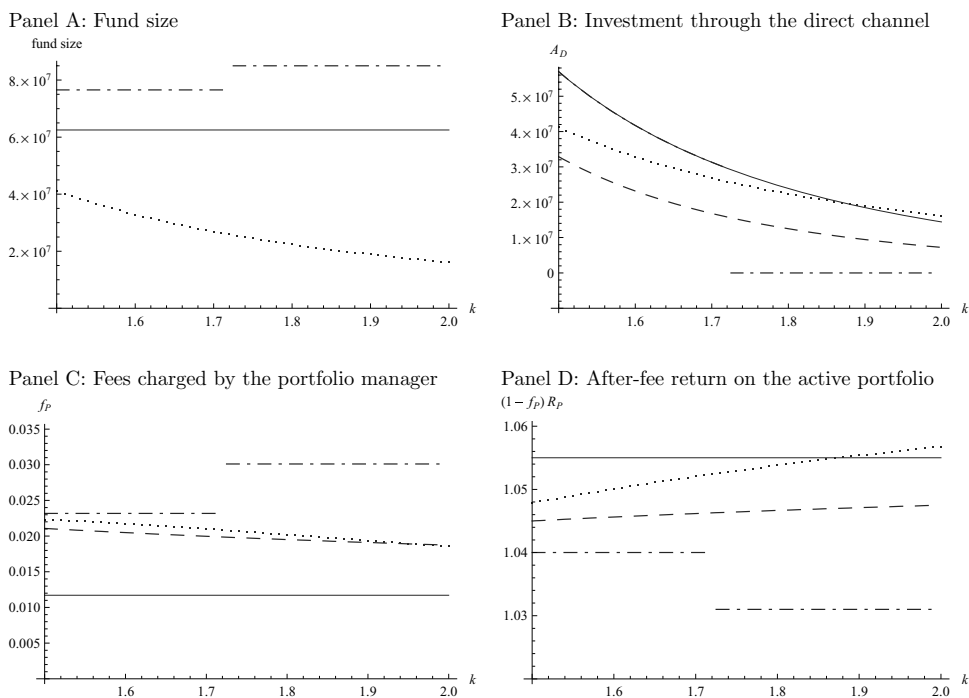 Panel A: Fund size
fund size
8. × 10⁷
6. × 10⁷
4. × 10⁷
2. × 10⁷
1.6 1.7 1.8 1.9 2.0 k
Panel B: Investment through the direct channel
A_D
5. × 10⁷
4. × 10⁷
3. × 10⁷
2. × 10⁷
1. × 10⁷
0
1.6 1.7 1.8 1.9 2.0 k
Panel C: Fees charged by the portfolio manager
f_P
0.035
0.030
0.025
0.020
0.015
0.010
0.005
1.6 1.7 1.8 1.9 2.0 k
Panel D: After-fee return on the active portfolio
(1 − f_P) R_P
1.06
1.05
1.04
1.03
1.6 1.7 1.8 1.9 2.0 k